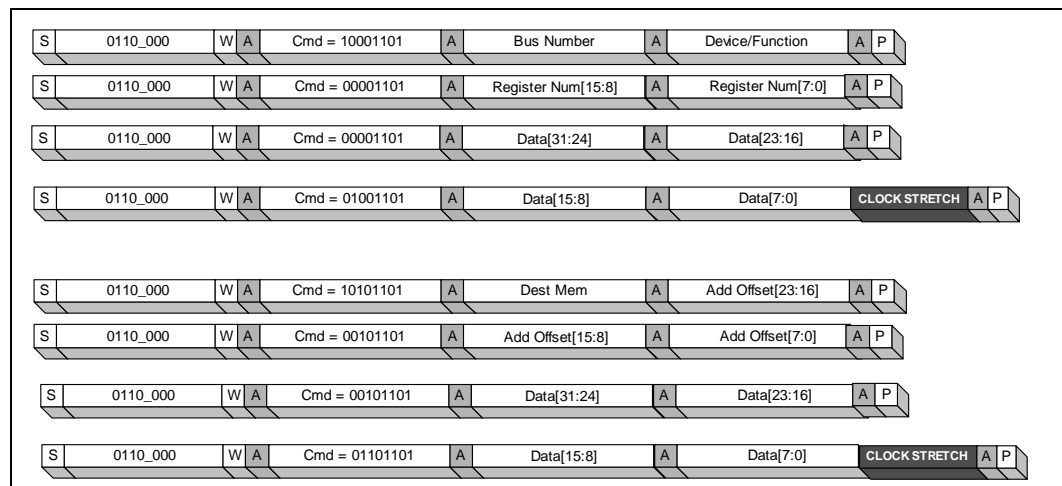 S 0110_000 W A Cmd = 10001101 A Bus Number A Device/Function A P
S 0110_000 W A Cmd = 00001101 A Register Num[15:8] A Register Num[7:0] A P
S 0110_000 W A Cmd = 00001101 A Data[31:24] A Data[23:16] A P
S 0110_000 W A Cmd = 01001101 A Data[15:8] A Data[7:0] CLOCK STRETCH A P
S 0110_000 W A Cmd = 10101101 A Dest Mem A Add Offset[23:16] A P
S 0110_000 W A Cmd = 00101101 A Add Offset[15:8] A Add Offset[7:0] A P
S 0110_000 W A Cmd = 00101101 A Data[31:24] A Data[23:16] A P
S 0110_000 W A Cmd = 01101101 A Data[15:8] A Data[7:0] CLOCK STRETCH A P